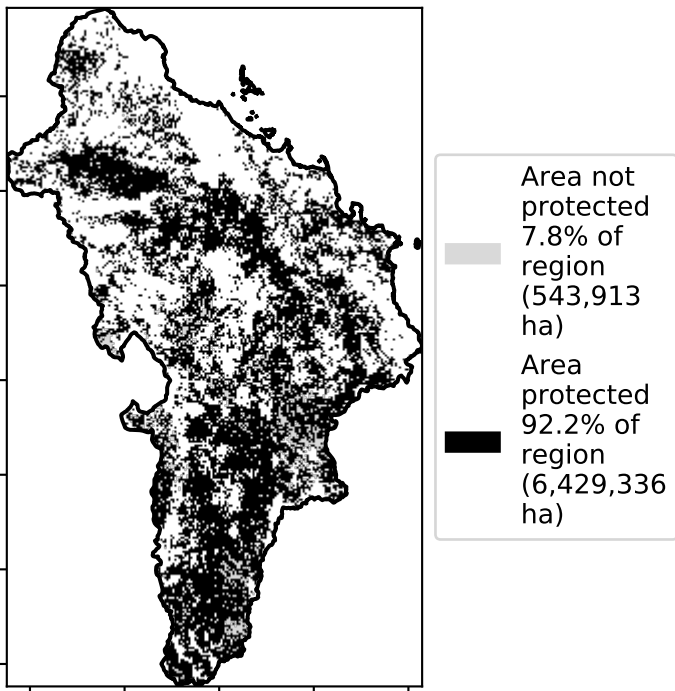 Area not
protected
7.8% of
region
(543,913
ha)
Area
protected
92.2% of
region
(6,429,336
ha)